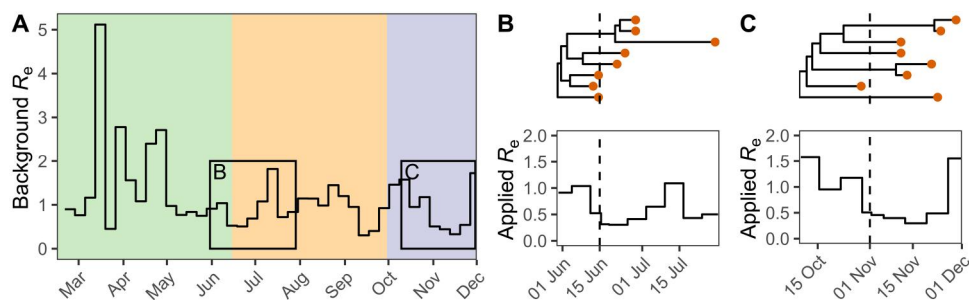 A
Background Re
5
4
3
2
1
0
B
C
Mar
Apr
May
Jun
Jul
Aug
Sep
Oct
Nov
Dec
B
Applied Re
2.0
1.5
1.0
0.5
0.0
01 Jun
15 Jun
01 Jul
15 Jul
C
Applied Re
2.0
1.5
1.0
0.5
0.0
15 Oct
01 Nov
15 Nov
01 Dec